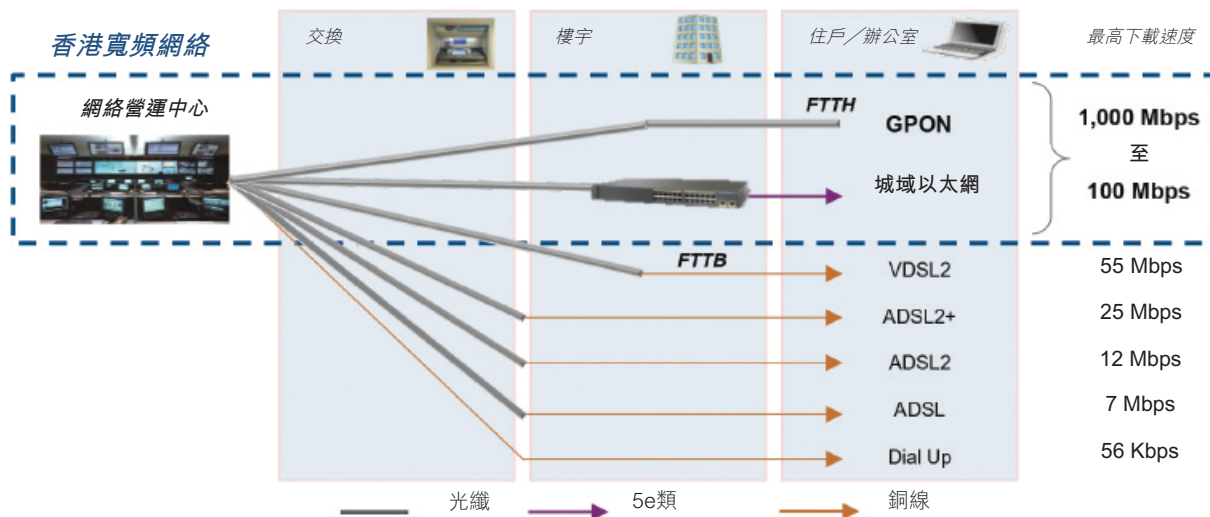 香港寬頻網絡
交換
樓宇
住戶／辦公室
最高下載速度
網絡營運中心
FTTH
GPON
1,000 Mbps
至
100 Mbps
城域以太網
FTTB
VDSL2
55 Mbps
ADSL2+
25 Mbps
ADSL2
12 Mbps
ADSL
7 Mbps
Dial Up
56 Kbps
光纖
5e類
銅線